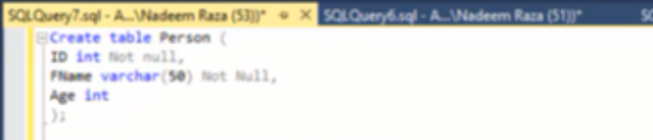 SQLQuery7.sql - A...\Nadeem Raza (53))* SQLQuery6.sql - A...\Nadeem Raza (51))* SQ
Create table Person (
ID int Not null,
FName varchar(50) Not Null,
Age int
);